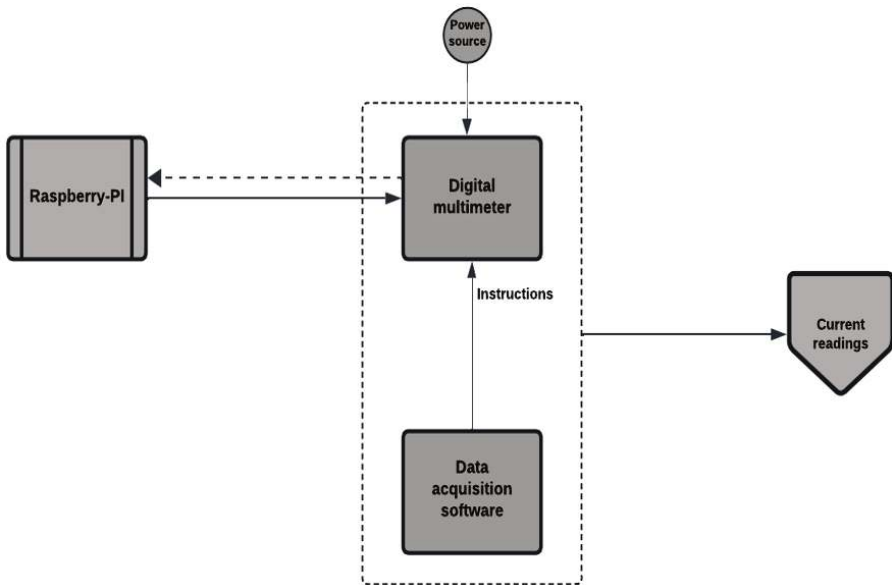 Power
source
Raspberry-PI
Digital
multimeter
Instructions
Current
readings
Data
acquisition
software